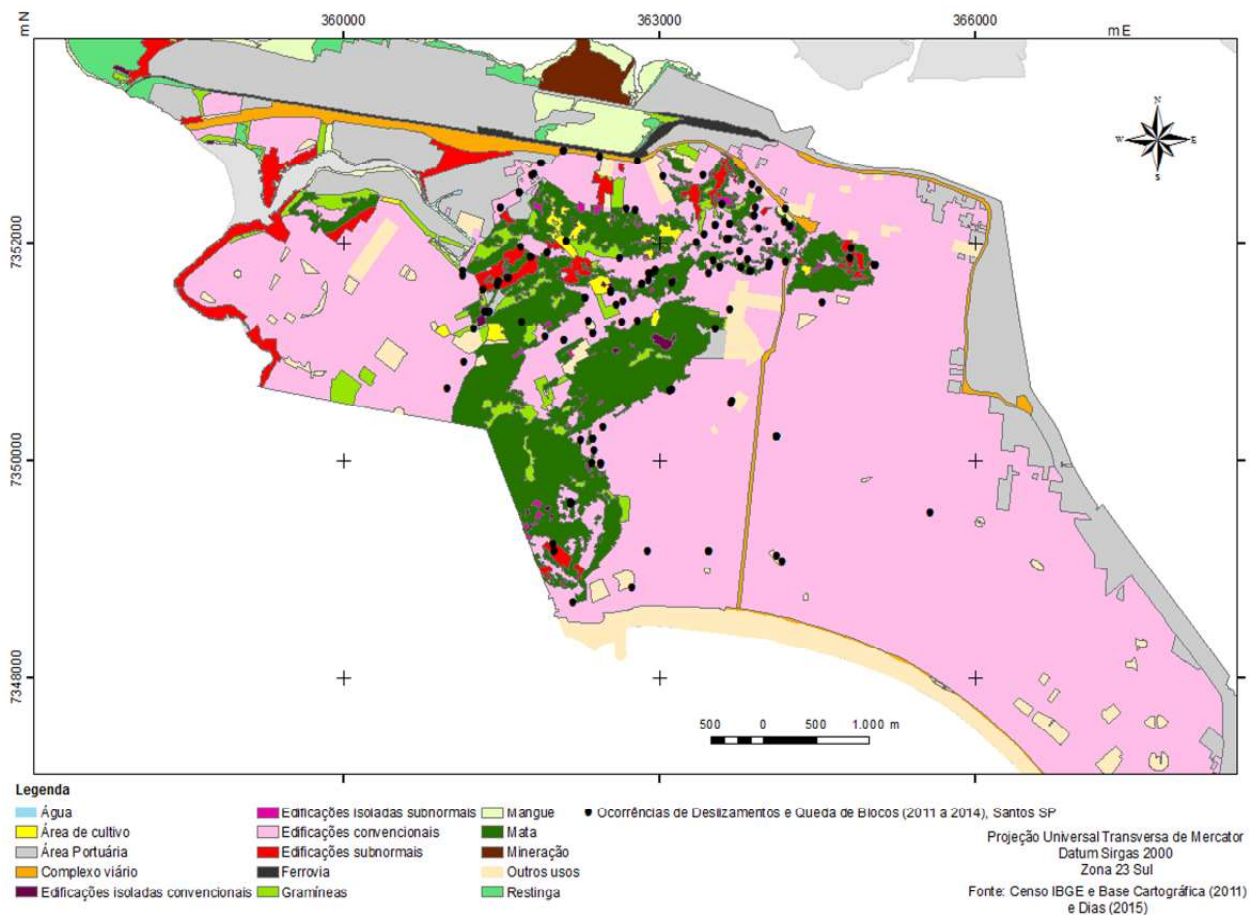 360000
363000
366000
m N
m E
N
W
E
S
7352000
7350000
7348000
500 0 500 1.000 m
Legenda
Água
Área de cultivo
Área Portuária
Complexo viário
Edificações isoladas convencionais
Edificações isoladas subnormais
Edificações convencionais
Edificações subnormais
Ferrovia
Gramíneas
Mangue
Mata
Mineração
Outros usos
Restinga
Ocorrências de Deslizamentos e Queda de Blocos (2011 a 2014), Santos SP
Projeção Universal Transversa de Mercator
Datum Sirgas 2000
Zona 23 Sul
Fonte: Censo IBGE e Base Cartográfica (2011)
e Dias (2015)